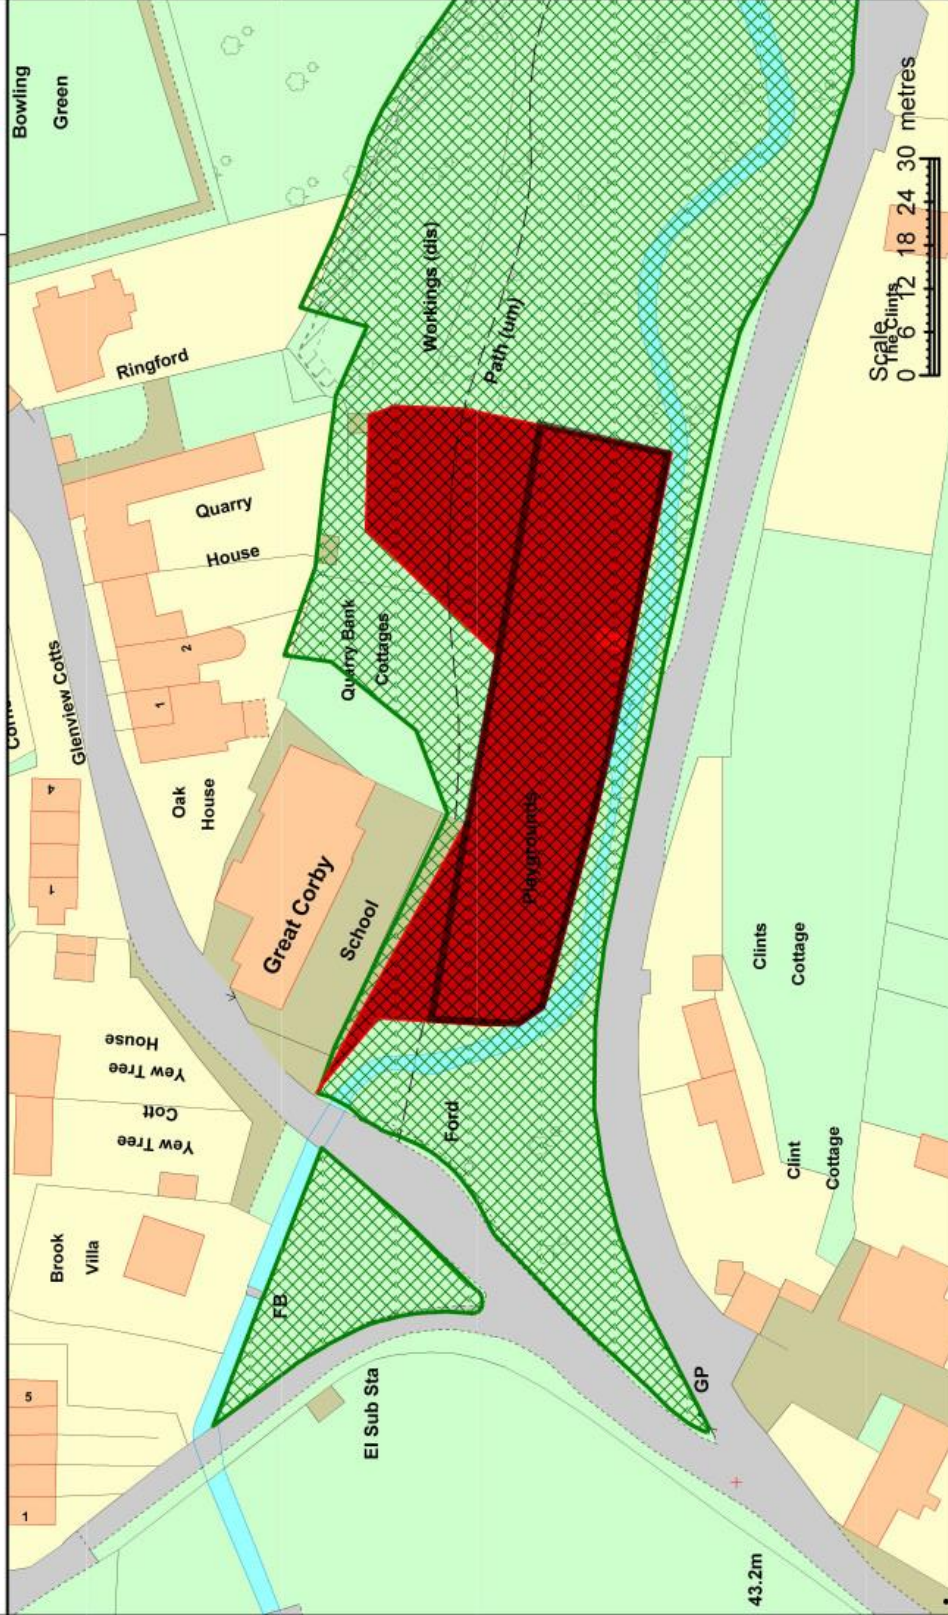 Bowling
Green
Ringford
Workings (dis)
Path (um)
Quarry
House
Quarry Bank
Cottages
Glenview Cotts
2
1
Oak
House
4
1
Great Corby
School
Playgrounds
Yew Tree
House
Yew Tree
Cott
Ford
Brook
Villa
FB
El Sub Sta
5
1
GP
43.2m
Clints
Cottage
Clint
Cottage
The Clints
Scale
0 6 12 18 24 30 metres